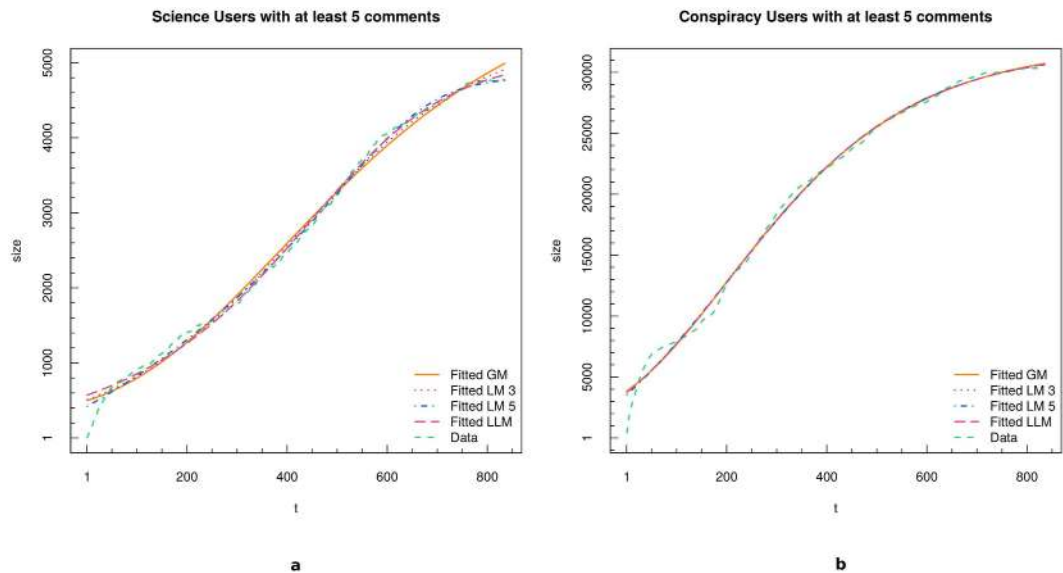 Science Users with at least 5 comments
size
5000
4000
3000
2000
1000
1
Fitted GM
Fitted LM 3
Fitted LM 5
Fitted LLM
Data
1 200 400 600 800
t
a
Conspiracy Users with at least 5 comments
size
30000
25000
20000
15000
10000
5000
1
Fitted GM
Fitted LM 3
Fitted LM 5
Fitted LLM
Data
1 200 400 600 800
t
b